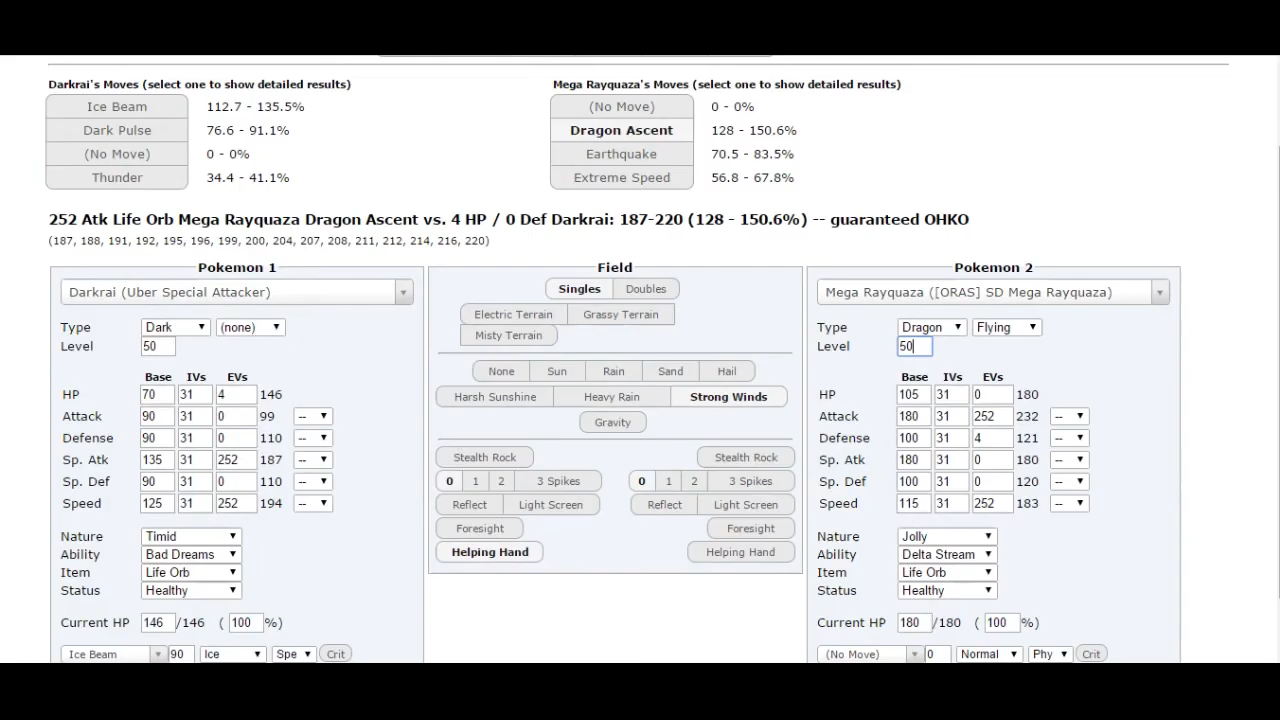 Darkrai's Moves (select one to show detailed results)
Mega Rayquaza's Moves (select one to show detailed results)
Ice Beam 112.7 - 135.5%
(No Move) 0 - 0%
Dark Pulse 76.6 - 91.1%
Dragon Ascent 128 - 150.6%
(No Move) 0 - 0%
Earthquake 70.5 - 83.5%
Thunder 34.4 - 41.1%
Extreme Speed 56.8 - 67.8%
252 Atk Life Orb Mega Rayquaza Dragon Ascent vs. 4 HP / 0 Def Darkrai: 187-220 (128 - 150.6%) -- guaranteed OHKO
(187, 188, 191, 192, 195, 196, 199, 200, 204, 207, 208, 211, 212, 214, 216, 220)
Pokemon 1
Darkrai (Uber Special Attacker)
Type Dark (none)
Level 50
Base IVs EVs
HP 70 31 4 146
Attack 90 31 0 99 --
Defense 90 31 0 110 --
Sp. Atk 135 31 252 187 --
Sp. Def 90 31 0 110 --
Speed 125 31 252 194 --
Nature Timid
Ability Bad Dreams
Item Life Orb
Status Healthy
Current HP 146 /146 ( 100 %)
Ice Beam 90 Ice Spe Crit
Field
Singles Doubles
Electric Terrain Grassy Terrain
Misty Terrain
None Sun Rain Sand Hail
Harsh Sunshine Heavy Rain Strong Winds
Gravity
Stealth Rock Stealth Rock
0 1 2 3 Spikes 0 1 2 3 Spikes
Reflect Light Screen Reflect Light Screen
Foresight Foresight
Helping Hand Helping Hand
Pokemon 2
Mega Rayquaza ([ORAS] SD Mega Rayquaza)
Type Dragon Flying
Level 50
Base IVs EVs
HP 105 31 0 180
Attack 180 31 252 232 --
Defense 100 31 4 121 --
Sp. Atk 180 31 0 180 --
Sp. Def 100 31 0 120 --
Speed 115 31 252 183 --
Nature Jolly
Ability Delta Stream
Item Life Orb
Status Healthy
Current HP 180 /180 ( 100 %)
(No Move) 0 Normal Phy Crit